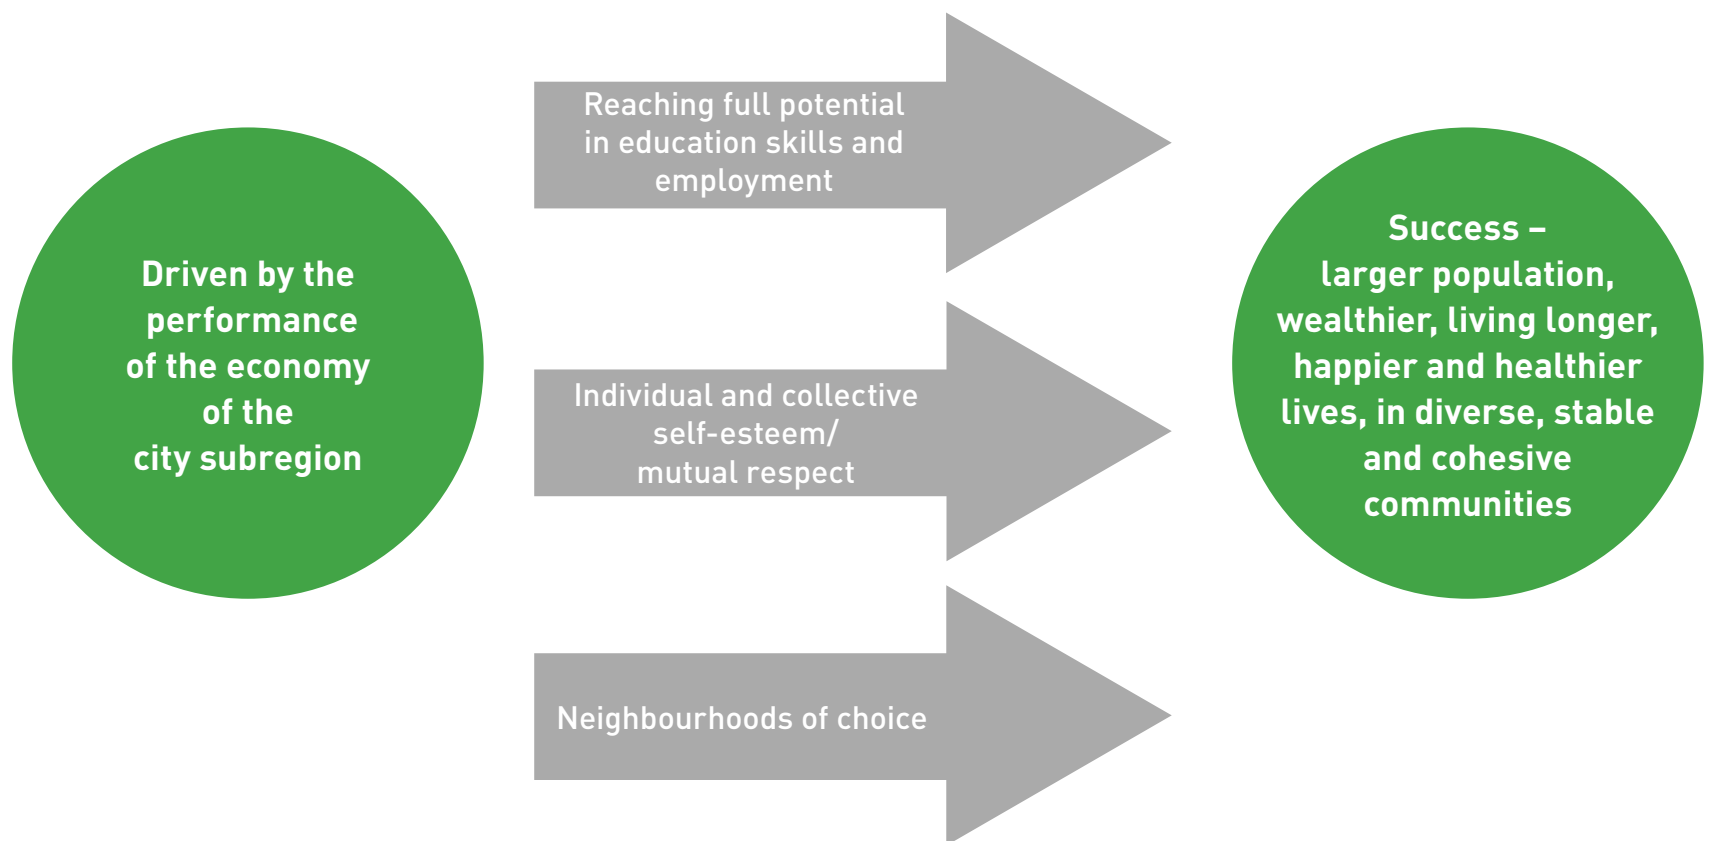 Driven by the
performance
of the economy
of the
city subregion
Reaching full potential
in education skills and
employment
Individual and collective
self-esteem/
mutual respect
Neighbourhoods of choice
Success –
larger population,
wealthier, living longer,
happier and healthier
lives, in diverse, stable
and cohesive
communities